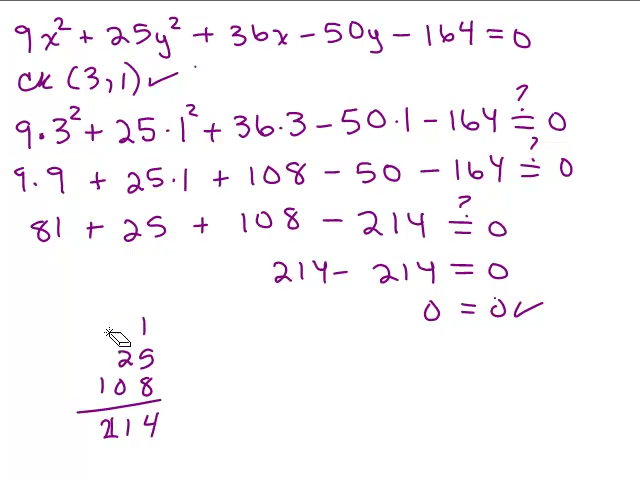 9x² + 25y² + 36x − 50y − 164 = 0
ck (3,1) ✓
9·3² + 25·1² + 36·3 − 50·1 − 164 ≟ 0
9·9 + 25·1 + 108 − 50 − 164 ≟ 0
81 + 25 + 108 − 214 ≟ 0
214 − 214 = 0
0 = 0 ✓
1
25
108
214